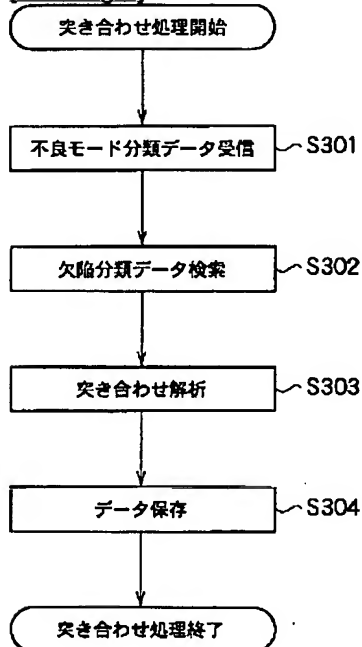 突き合わせ処理開始
不良モード分類データ受信
S301
欠陥分類データ検索
S302
突き合わせ解析
S303
データ保存
S304
突き合わせ処理終了